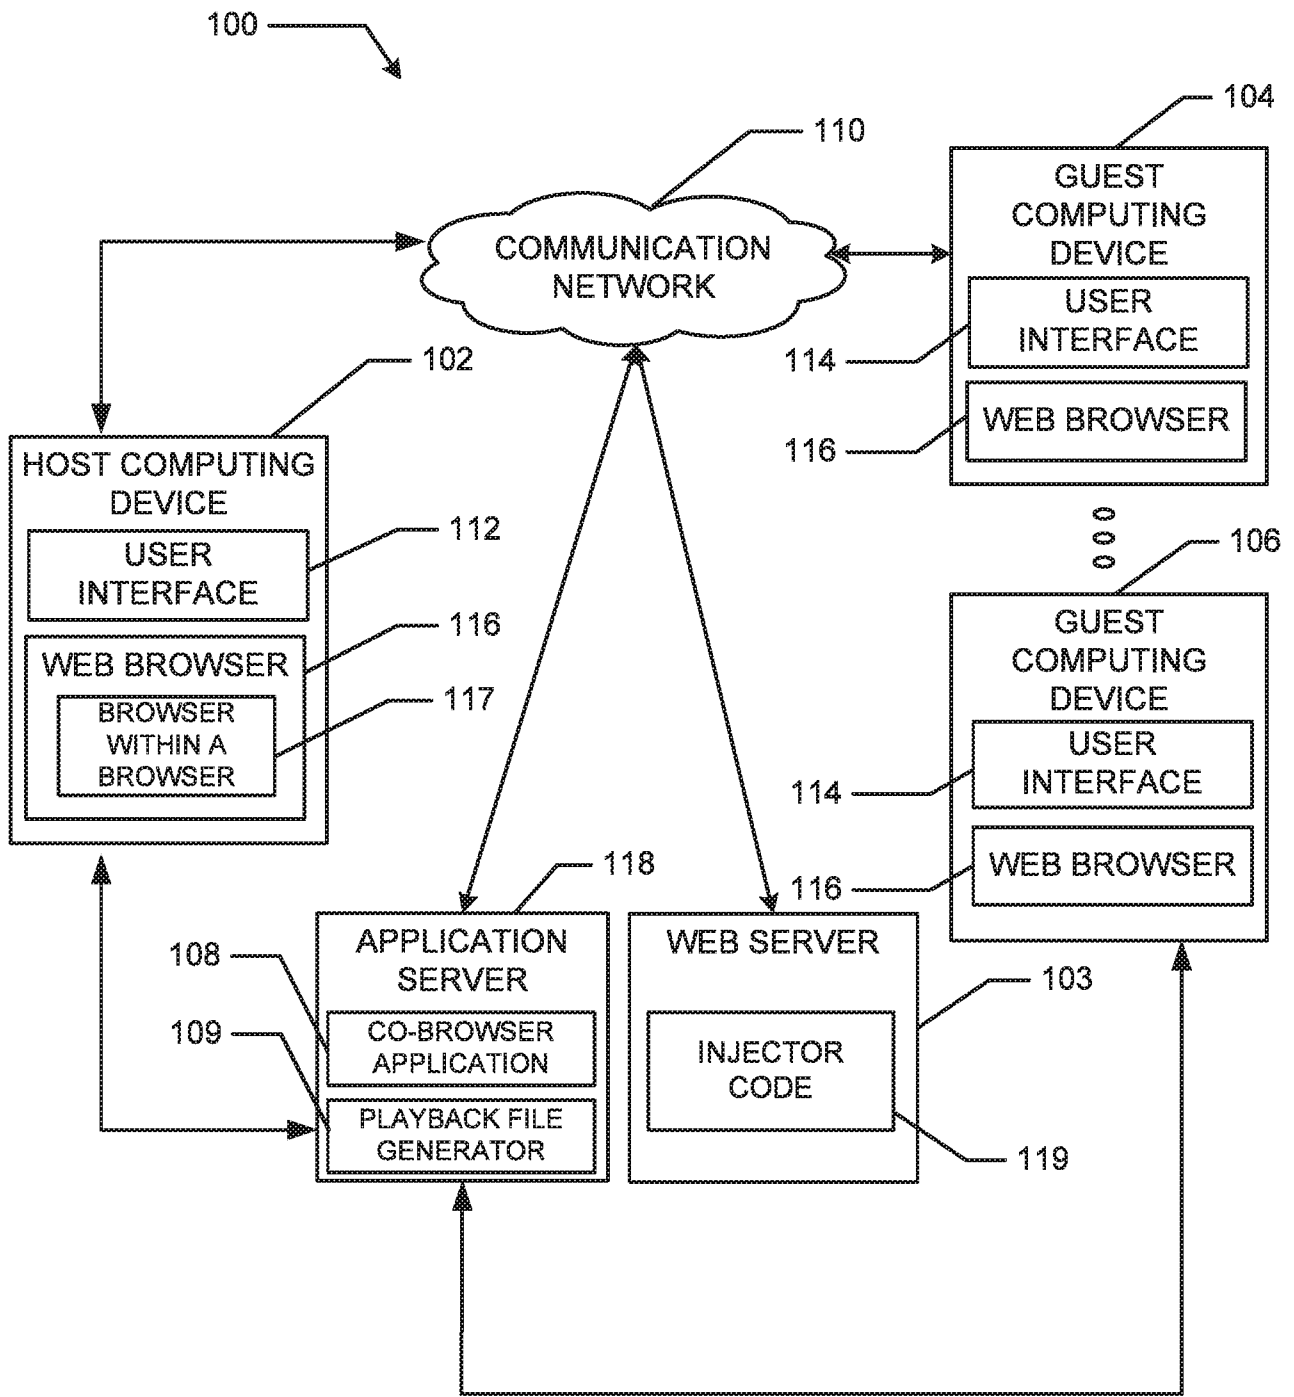 100
110
COMMUNICATION
NETWORK
104
GUEST
COMPUTING
DEVICE
USER
INTERFACE
114
WEB BROWSER
116
102
HOST COMPUTING
DEVICE
USER
INTERFACE
112
WEB BROWSER
116
BROWSER
WITHIN A
BROWSER
117
106
GUEST
COMPUTING
DEVICE
USER
INTERFACE
114
WEB BROWSER
116
118
APPLICATION
SERVER
108
CO-BROWSER
APPLICATION
109
PLAYBACK FILE
GENERATOR
WEB SERVER
103
INJECTOR
CODE
119